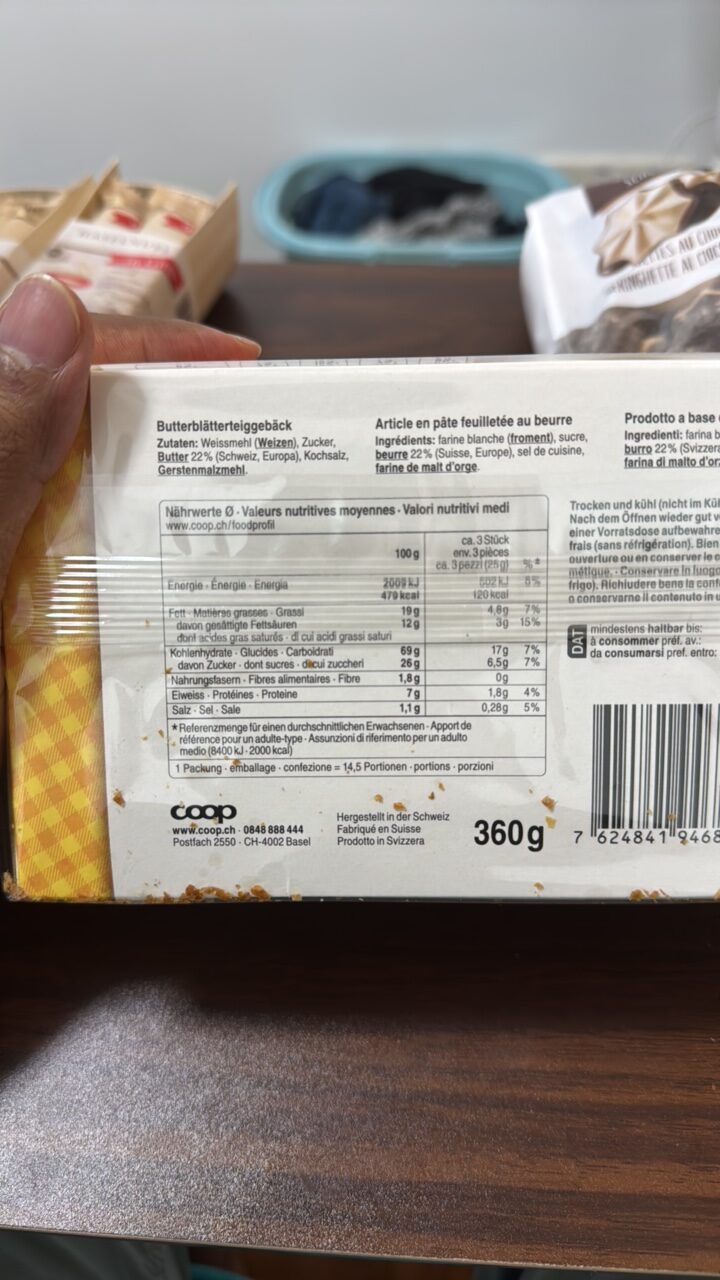 Butterblätterteiggebäck
Zutaten: Weissmehl (Weizen), Zucker,
Butter 22% (Schweiz, Europa), Kochsalz,
Gerstenmalzmehl.
Article en pâte feuilletée au beurre
Ingrédients: farine blanche (froment), sucre,
beurre 22% (Suisse, Europe), sel de cuisine,
farine de malt d'orge.
Prodotto a base
Ingredienti: farina b
burro 22% (Svizzera
farina di malto d'or
Nährwerte Ø - Valeurs nutritives moyennes - Valori nutritivi medi
www.coop.ch/foodprofil
100 g
ca. 3 Stück
env. 3 pièces
ca. 3 pezzi (25g) %*
Energie - Énergie - Energia 2009 kJ 502 kJ 6%
479 kcal 120 kcal
Fett - Matières grasses - Grassi 19 g 4,8g 7%
davon gesättigte Fettsäuren 12 g 3g 15%
dont acides gras saturés - di cui acidi grassi saturi
Kohlenhydrate - Glucides - Carboidrati 69 g 17g 7%
davon Zucker - dont sucres - di cui zuccheri 26 g 6,5g 7%
Nahrungsfasern - Fibres alimentaires - Fibre 1,8g 0g
Eiweiss - Protéines - Proteine 7g 1,8g 4%
Salz - Sel - Sale 1,1g 0,28g 5%
*Referenzmenge für einen durchschnittlichen Erwachsenen - Apport de
référence pour un adulte-type - Assunzioni di riferimento per un adulto
medio (8400 kJ - 2000 kcal)
1 Packung - emballage - confezione = 14,5 Portionen - portions - porzioni
Trocken und kühl (nicht im Kü
Nach dem Öffnen wieder gut v
einer Vorratsdose aufbewahre
frais (sans réfrigération). Bien
ouverture ou en conserver le
métique. - Conservare in luogo
frigo). Richiudere bene la conf
o conservarne il contenuto in u
DAT
mindestens haltbar bis:
à consommer préf. av.:
da consumarsi pref. entro:
coop
www.coop.ch - 0848 888 444
Postfach 2550 - CH-4002 Basel
Hergestellt in der Schweiz
Fabriqué en Suisse
Prodotto in Svizzera
360g
7 624841 9468